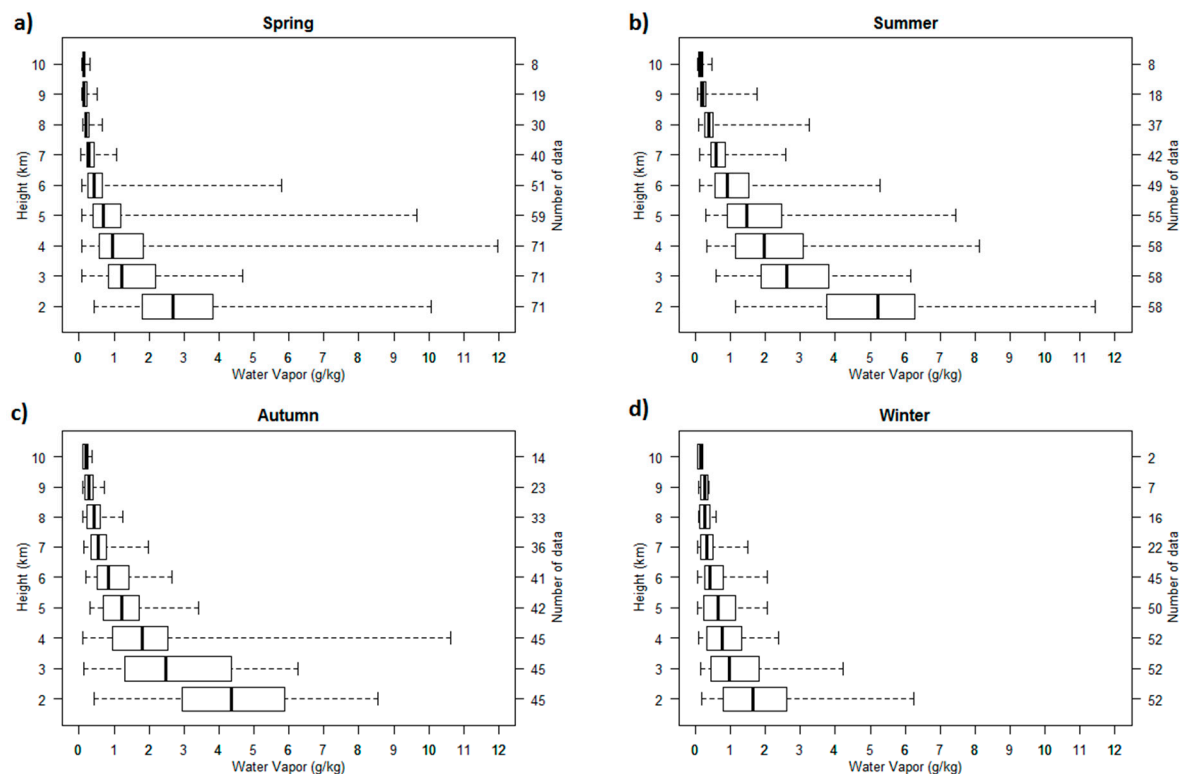 a)
Spring
10 8
9 19
8 30
7 40
6 51
5 59
4 71
3 71
2 71
Height (km)
Number of data
0 1 2 3 4 5 6 7 8 9 10 11 12
Water Vapor (g/kg)
b)
Summer
10 8
9 18
8 37
7 42
6 49
5 55
4 58
3 58
2 58
Height (km)
Number of data
0 1 2 3 4 5 6 7 8 9 10 11 12
Water Vapor (g/kg)
c)
Autumn
10 14
9 23
8 33
7 36
6 41
5 42
4 45
3 45
2 45
Height (km)
Number of data
0 1 2 3 4 5 6 7 8 9 10 11 12
Water Vapor (g/kg)
d)
Winter
10 2
9 7
8 16
7 22
6 45
5 50
4 52
3 52
2 52
Height (km)
Number of data
0 1 2 3 4 5 6 7 8 9 10 11 12
Water Vapor (g/kg)